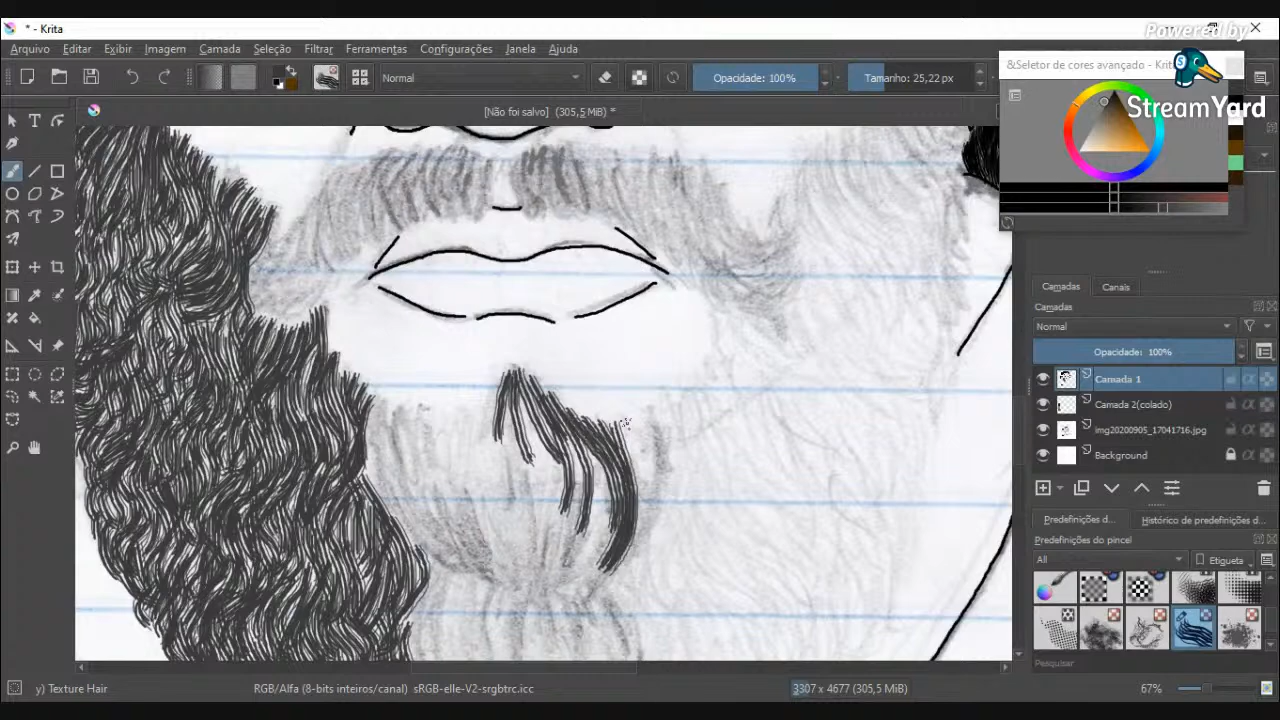 Powered by
StreamYard
* - Krita
Arquivo Editar Exibir Imagem Camada Seleção Filtrar Ferramentas Configurações Janela Ajuda
Normal
Opacidade: 100%
Tamanho: 25,22 px
&Seletor de cores avançado - Krita
[Não foi salvo] (305,5 MiB) *
Camadas Canais
Camadas
Normal
Opacidade: 100%
Camada 1
Camada 2(colado)
img20200905_17041716.jpg
Background
Predefinições d... Histórico de predefinições d...
Predefinições do pincel
All
Etiqueta
Pesquisar
y) Texture Hair
RGB/Alfa (8-bits inteiros/canal) sRGB-elle-V2-srgbtrc.icc
3307 x 4677 (305,5 MiB)
67%